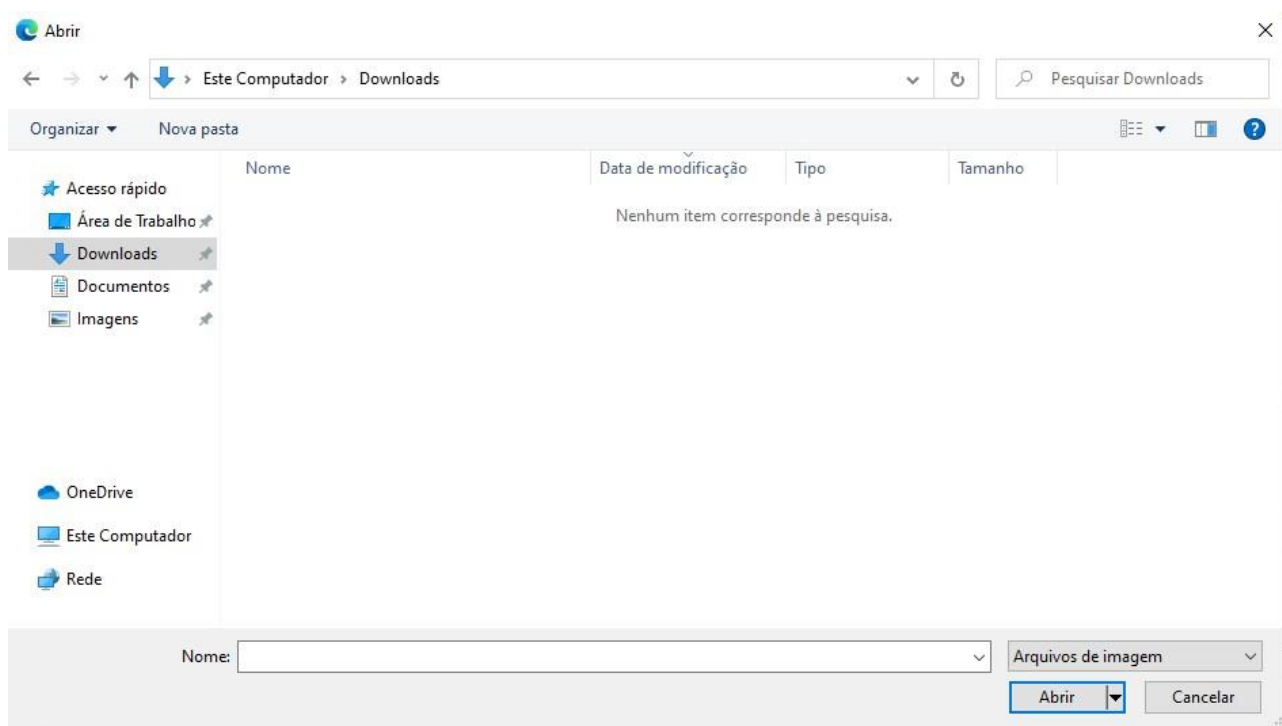 Abrir
Este Computador > Downloads
Pesquisar Downloads
Organizar
Nova pasta
Nome
Data de modificação
Tipo
Tamanho
Nenhum item corresponde à pesquisa.
Acesso rápido
Área de Trabalho
Downloads
Documentos
Imagens
OneDrive
Este Computador
Rede
Nome:
Arquivos de imagem
Abrir
Cancelar